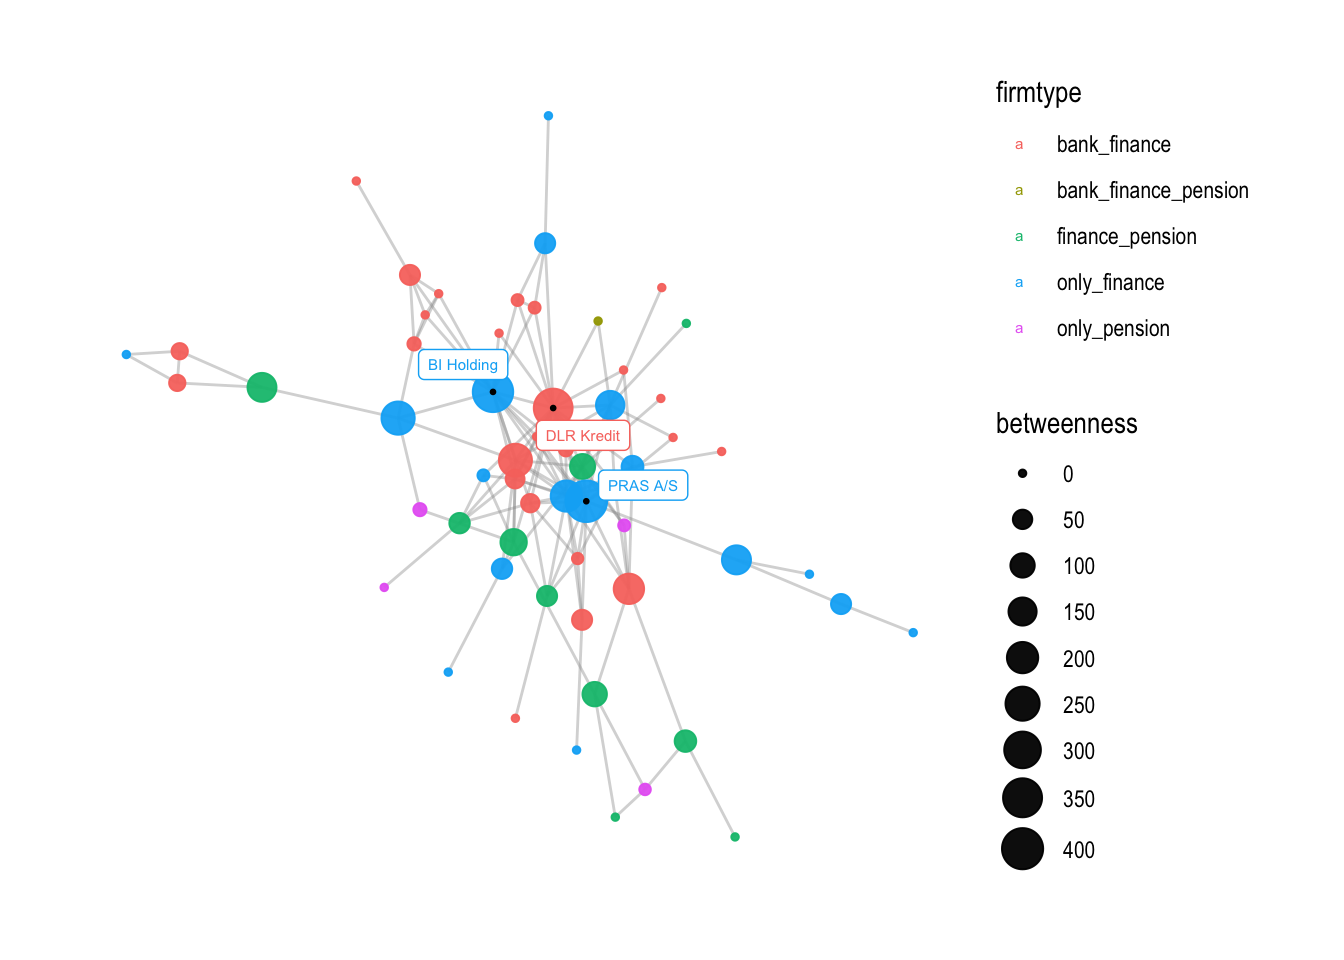 BI Holding
DLR Kredit
PRAS A/S
firmtype
a bank_finance
a bank_finance_pension
a finance_pension
a only_finance
a only_pension
betweenness
0
50
100
150
200
250
300
350
400